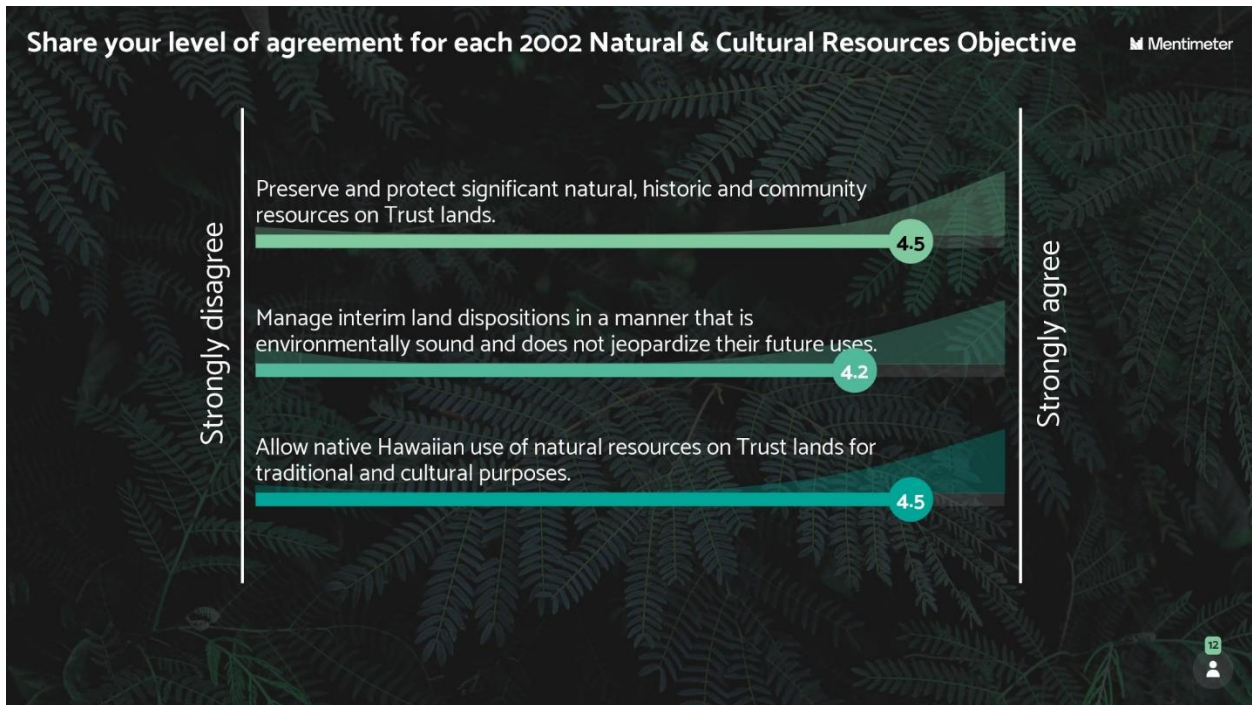 Share your level of agreement for each 2002 Natural & Cultural Resources Objective
Mentimeter
Strongly disagree
Preserve and protect significant natural, historic and community
resources on Trust lands.
4.5
Manage interim land dispositions in a manner that is
environmentally sound and does not jeopardize their future uses.
4.2
Allow native Hawaiian use of natural resources on Trust lands for
traditional and cultural purposes.
4.5
Strongly agree
12